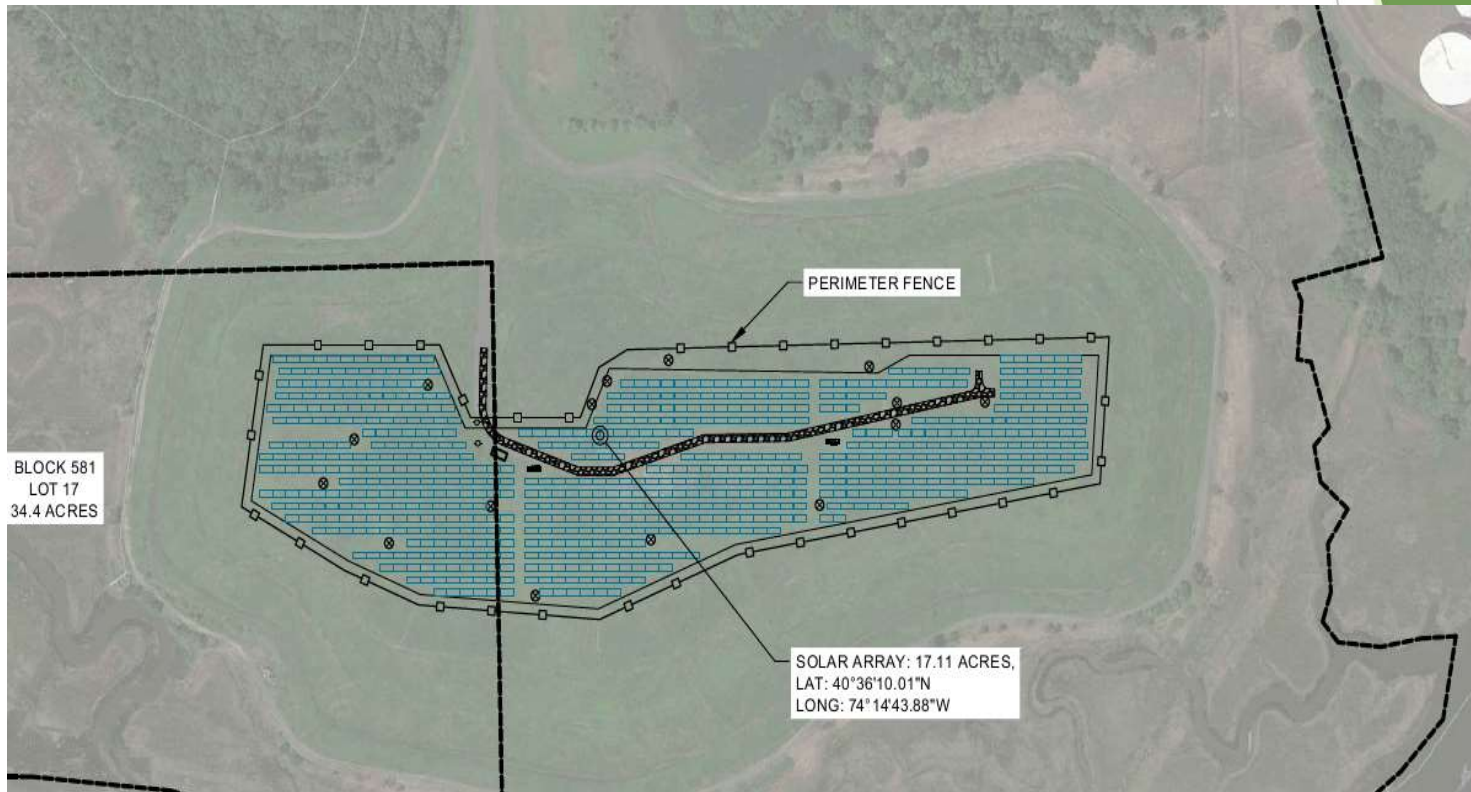 PERIMETER FENCE
BLOCK 581
LOT 17
34.4 ACRES
SOLAR ARRAY: 17.11 ACRES,
LAT: 40°36'10.01"N
LONG: 74°14'43.88"W